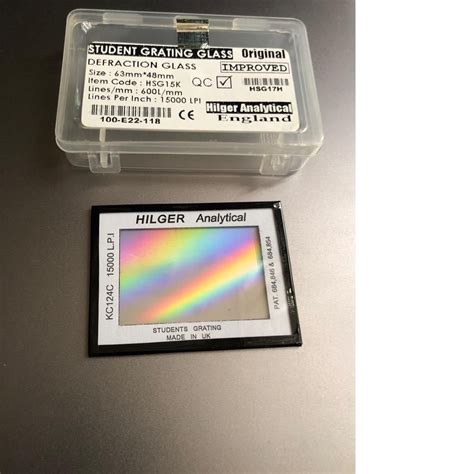 STUDENT GRATING GLASS Original
DEFRACTION GLASS IMPROVED
Size : 63mm*48mm
Item Code : HSG15K QC
HSG17H
Lines/mm : 600L/mm
Lines Per Inch : 15000 LPI
Hilger Analytical
100-E22-118
England
HILGER Analytical
KC124C 15000 L.P.I
PAT. 684,846 & 684,854
STUDENTS GRATING
MADE IN UK